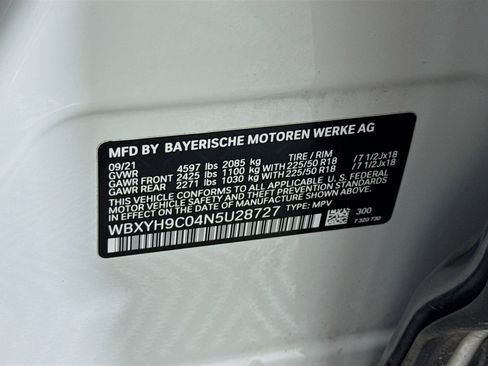 MFD BY BAYERISCHE MOTOREN WERKE AG
09/21 TIRE / RIM
GVWR 4597 lbs 2085 kg
GAWR FRONT 2425 lbs 1100 kg WITH 225/50 R18 /7 1/2Jx18
GAWR REAR 2271 lbs 1030 kg WITH 225/50 R18 /7 1/2Jx18
THIS VEHICLE CONFORMS TO ALL APPLICABLE U.S. FEDERAL
MOTOR VEHICLE SAFETY, BUMPER, AND THEFT PREVENTION STANDARDS
IN EFFECT ON THE DATE OF MANUFACTURE SHOWN ABOVE.
WBXYH9C04N5U28727 TYPE: MPV
300
7 320 730